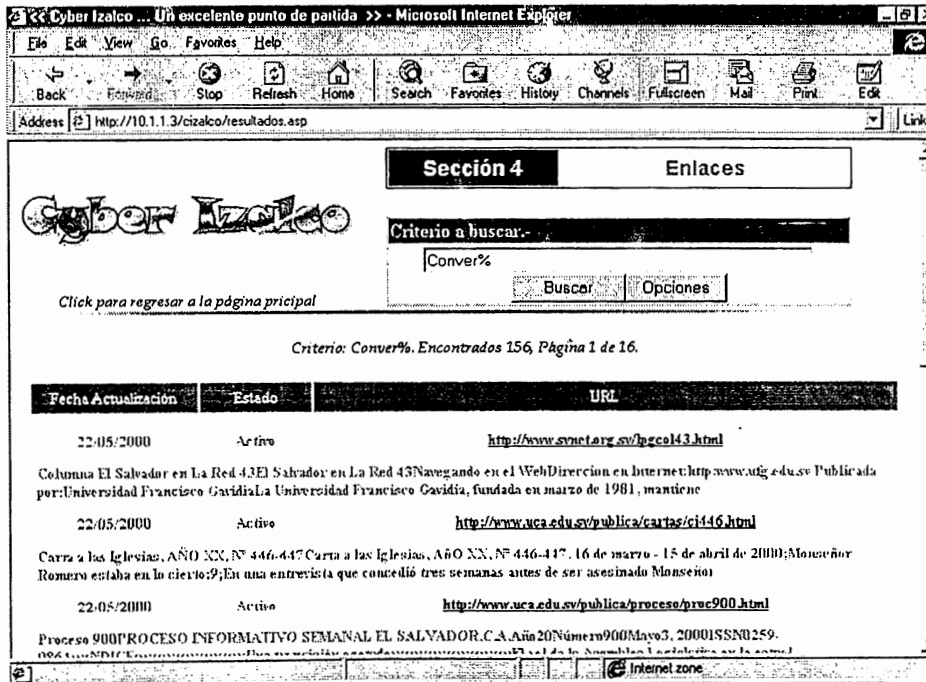 << Cyber Izalco ... Un excelente punto de partida >> - Microsoft Internet Explorer
File Edit View Go Favorites Help
Back Forward Stop Refresh Home Search Favorites History Channels Fullscreen Mail Print Edit
Address http://10.1.1.3/cizalco/resultados.asp Link
Sección 4 Enlaces
Cyber Izalco
Criterio a buscar.-
Conver%
Buscar Opciones
Click para regresar a la página pricipal
Criterio: Conver%. Encontrados 156, Página 1 de 16.
Fecha Actualización Estado URL
22/05/2000 Activo http://www.svnet.org.sv/lpgcol43.html
Columna El Salvador en La Red 43El Salvador en La Red 43Navegando en el WebDireccion en Internet:http:www.ufg.edu.sv Publicada
por:Universidad Francisco GavidiaLa Universidad Francisco Gavidia, fundada en marzo de 1981, mantiene
22/05/2000 Activo http://www.uca.edu.sv/publica/cartas/ci446.html
Carta a las Iglesias, AÑO XX, Nº 446-447Carta a las Iglesias, AÑO XX, Nº 446-447, 16 de marzo - 15 de abril de 2000;Monseñor
Romero estaba en lo cierto;9;En una entrevista que concedió tres semanas antes de ser asesinado Monseñor
22/05/2000 Activo http://www.uca.edu.sv/publica/proceso/proc900.html
Proceso 900PROCESO INFORMATIVO SEMANAL EL SALVADOR,C.A.Año20Número900Mayo3, 2000ISSN0259-
Internet zone